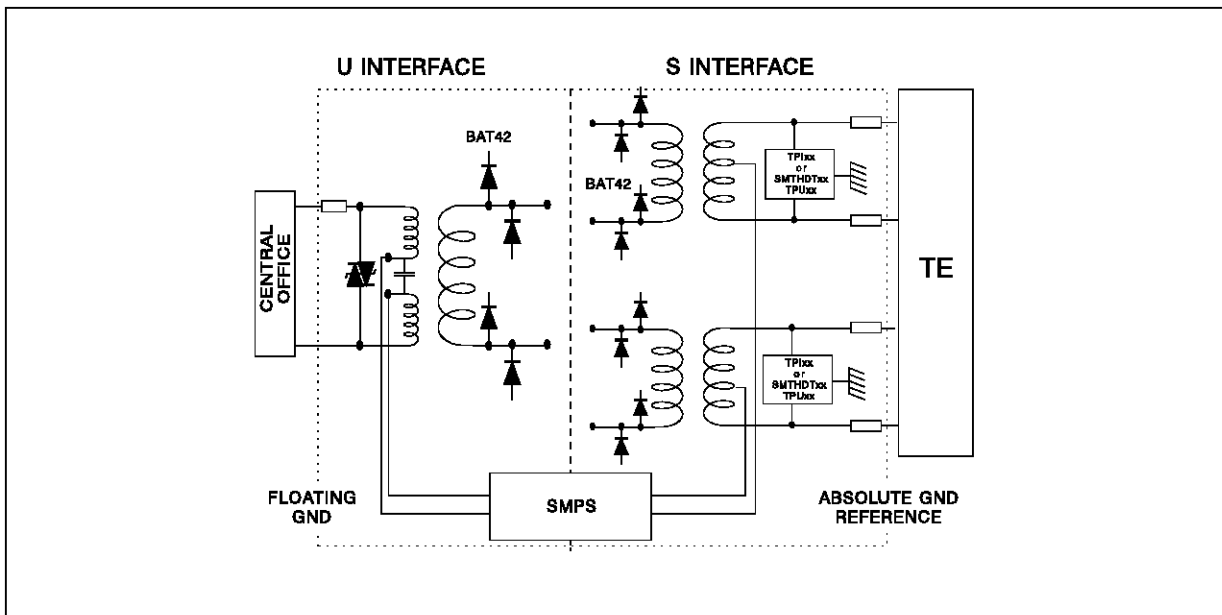 U INTERFACE
S INTERFACE
BAT42
BAT42
CENTRAL
OFFICE
TPIxx
or
SMTHDTxx
TPUxx
TE
TPIxx
or
SMTHDTxx
TPUxx
FLOATING
GND
SMPS
ABSOLUTE GND
REFERENCE